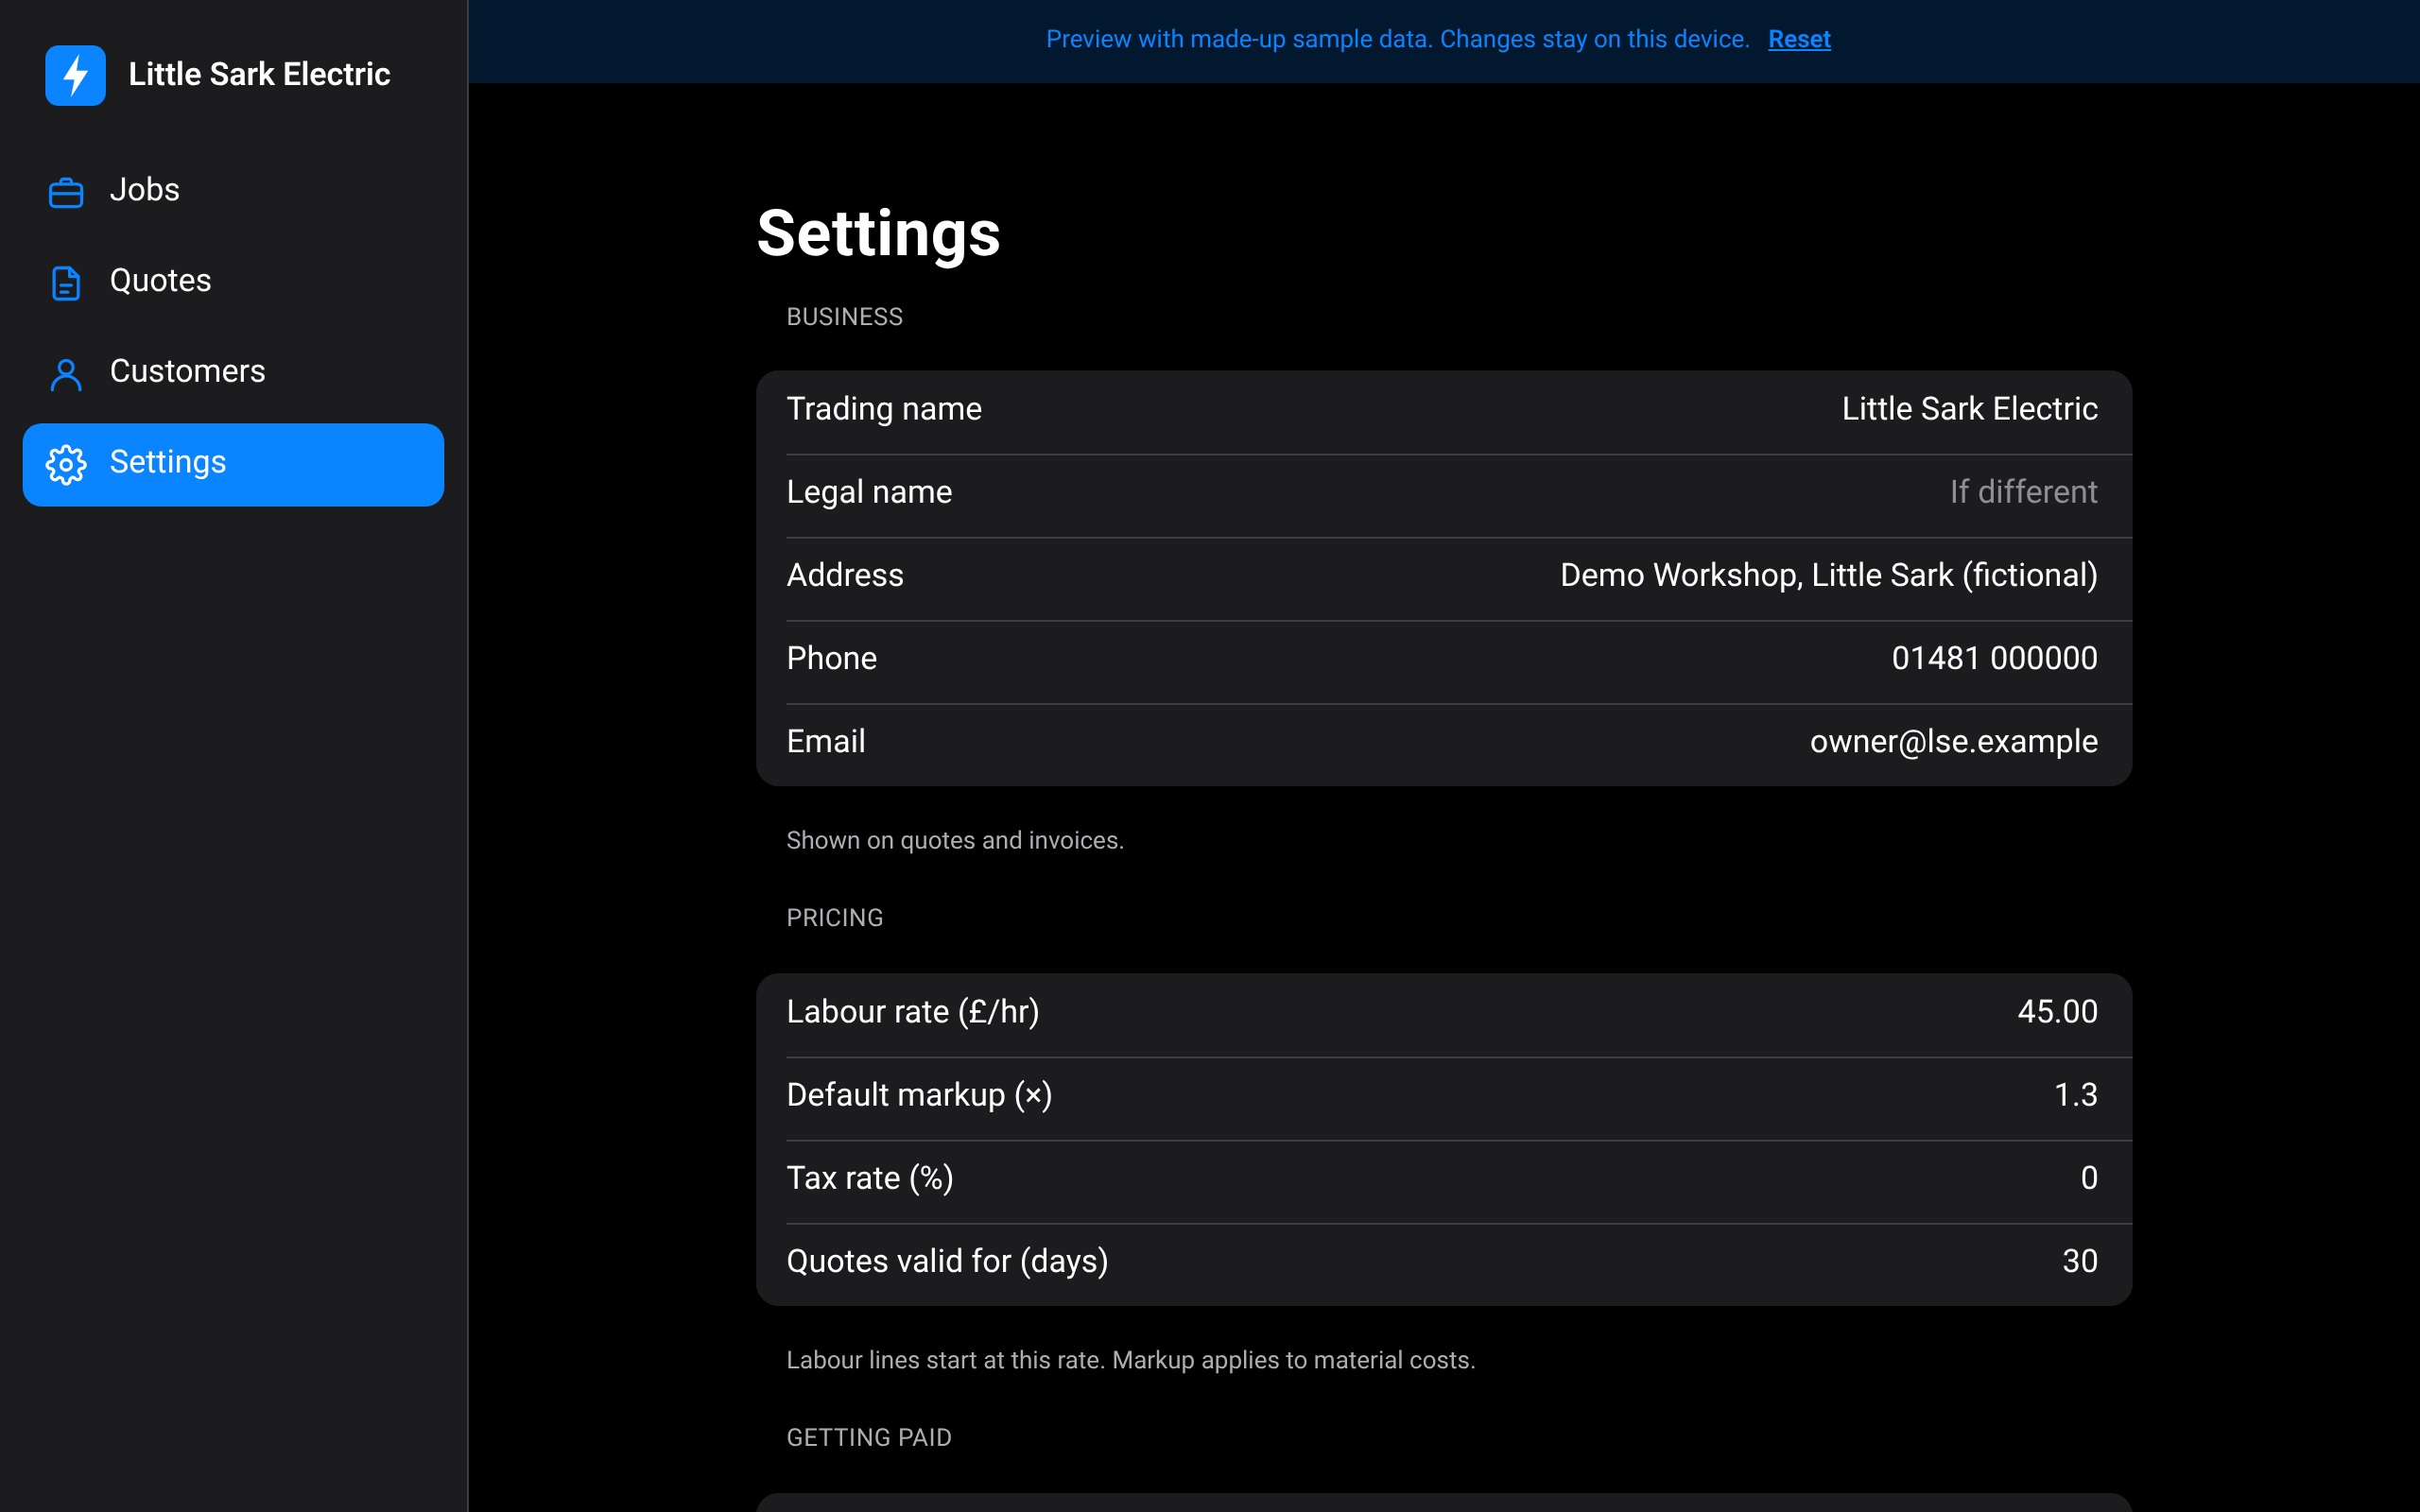 Little Sark Electric
Jobs
Quotes
Customers
Settings
Preview with made-up sample data. Changes stay on this device. Reset
Settings
BUSINESS
Trading name Little Sark Electric
Legal name If different
Address Demo Workshop, Little Sark (fictional)
Phone 01481 000000
Email owner@lse.example
Shown on quotes and invoices.
PRICING
Labour rate (£/hr) 45.00
Default markup (×) 1.3
Tax rate (%) 0
Quotes valid for (days) 30
Labour lines start at this rate. Markup applies to material costs.
GETTING PAID